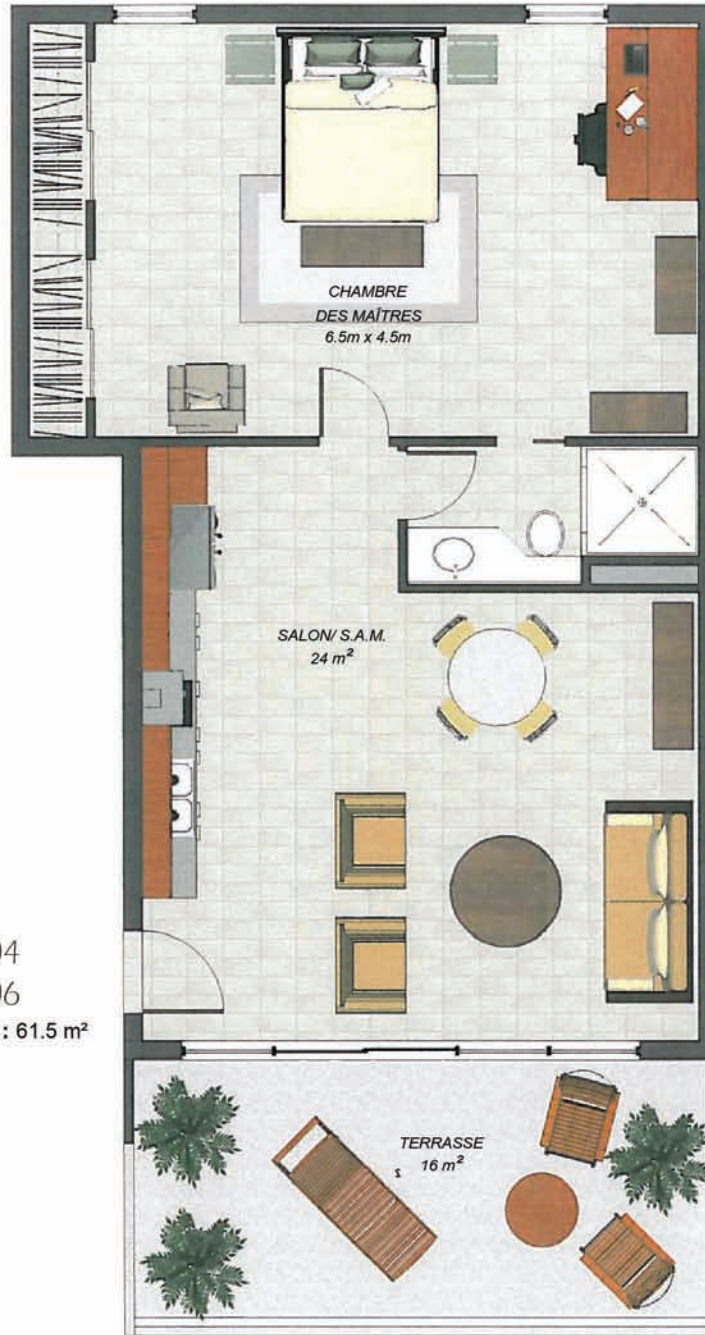 CHAMBRE
DES MAÎTRES
6.5m x 4.5m
SALON/ S.A.M.
24 m²
: 61.5 m²
TERRASSE
16 m²